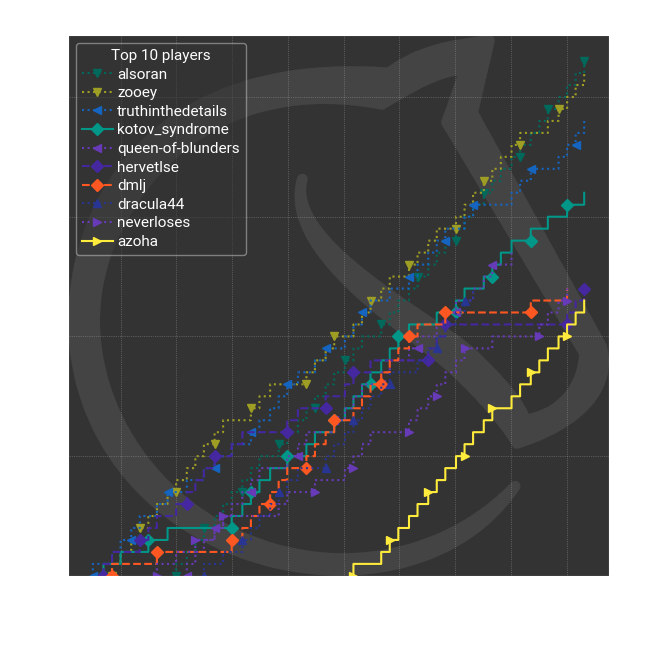 Top 10 players
alsoran
zooey
truthinthedetails
kotov_syndrome
queen-of-blunders
hervetlse
dmlj
dracula44
neverloses
azoha